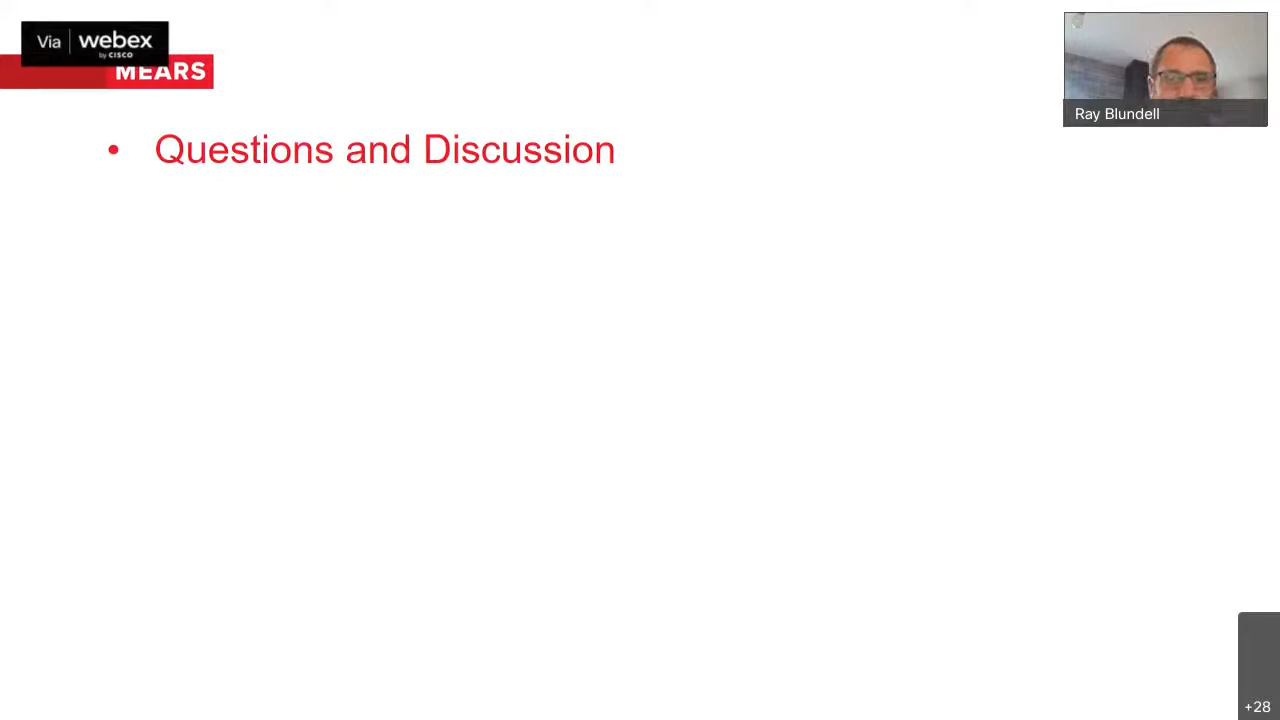 Via webex
by CISCO
MEARS
Ray Blundell
• Questions and Discussion
+28